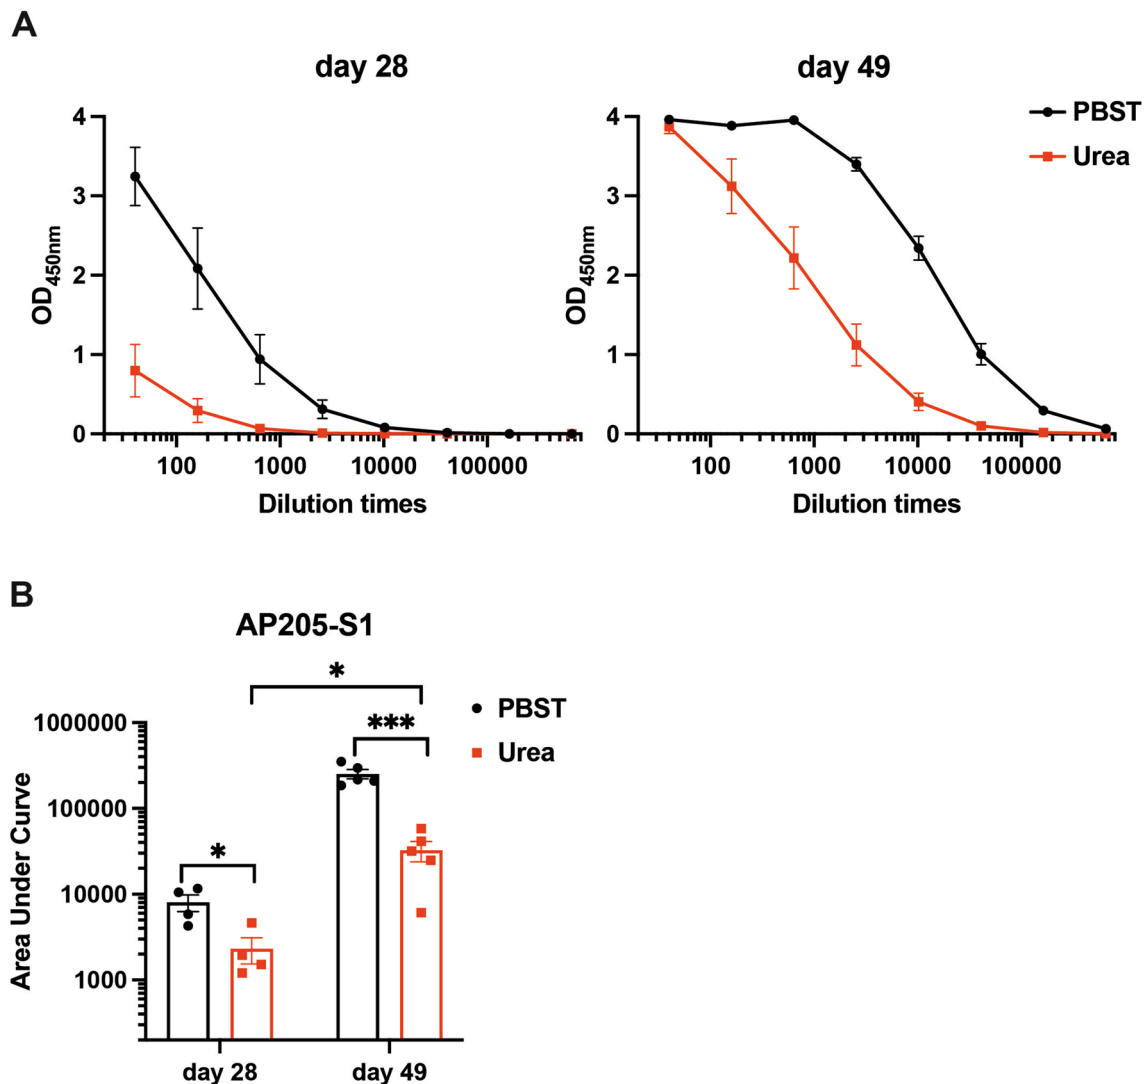 A
day 28
day 49
PBST
Urea
4
3
2
1
0
OD450nm
100
1000
10000
100000
Dilution times
4
3
2
1
0
OD450nm
100
1000
10000
100000
Dilution times
B
AP205-S1
*
***
*
PBST
Urea
1000000
100000
10000
1000
Area Under Curve
day 28
day 49